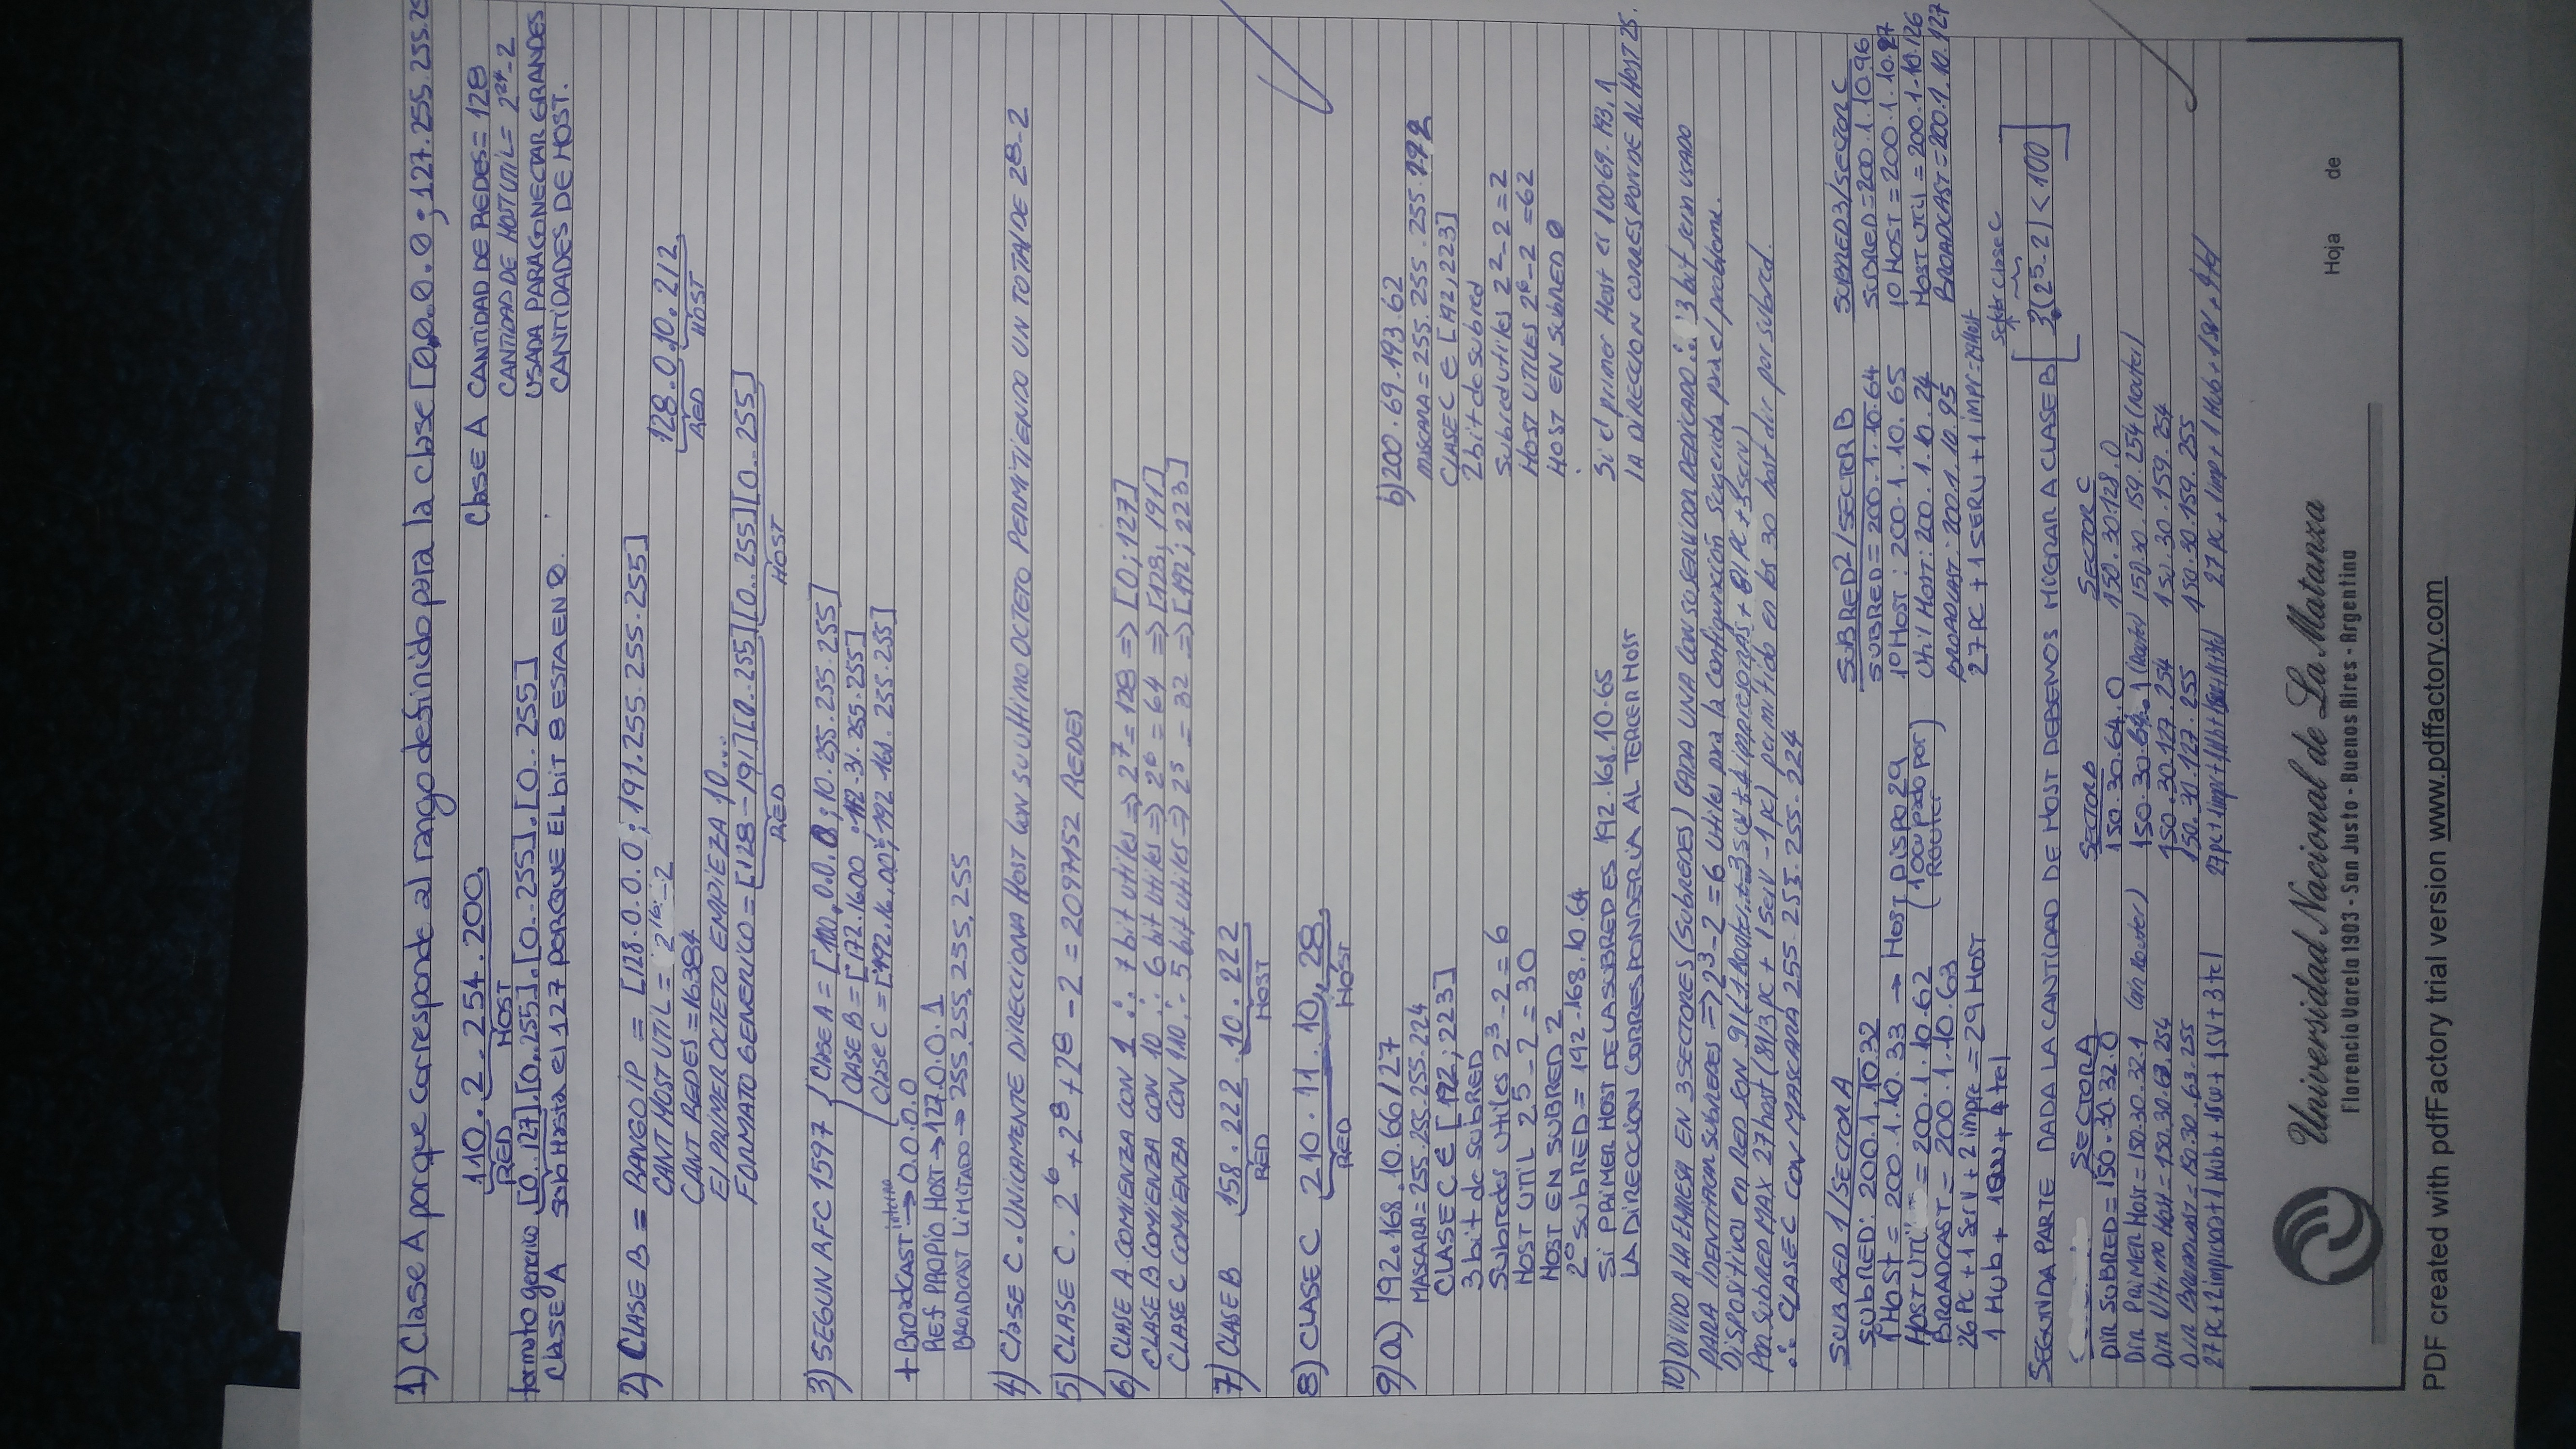 1) Clase A porque corresponde al rango definido para la clase [0.0.0.0 ; 127.255.255.25
110.2.254.200.
RED HOST
formato generico [0..127].[0..255].[0..255].[0..255]
Clase A solo Hasta el 127 PORQUE EL bit 8 ESTA EN 0.
Clase A CANTIDAD DE REDES = 128
CANTIDAD DE HOST UTIL = 2^24-2
USADA PARA CONECTAR GRANDES
CANTIDADES DE HOST.
2) CLASE B = RANGO IP = [128.0.0.0 ; 191.255.255.255]
CANT HOST UTIL = 2^16-2
CANT REDES = 16384
El PRIMER OCTETO EMPIEZA 10...
FORMATO GENERICO = [128-191][0..255][0..255][0..255]
RED HOST
128.0.10.212
RED HOST
3) SEGUN RFC 1597 { Clase A = [100.0.0.0 ; 10.255.255.255]
CLASE B = [172.16.00 ; 172.31.255.255]
Clase C = [192.16.00 ; 192.168.255.255]
+ BroadCAST interno → 0.0.0.0
Ref PROPIO HOST → 127.0.0.1
BROADCAST LIMITADO → 255.255.255.255
4) Clase C. UNICAMENTE DIRECCIONA HOST CON SU ULTIMO OCTETO PERMITIENDO UN TOTAL DE 2^8-2
5) CLASE C. 2^6+2^8+2^8-2 = 2097152 REDES
6) CLASE A COMIENZA CON 1 ∴ 7 bit utiles ⇒ 2^7 = 128 ⇒ [0;127]
CLASE B COMIENZA CON 10 ∴ 6 bit utiles ⇒ 2^6 = 64 ⇒ [128;191]
CLASE C COMIENZA CON 110 ∴ 5 bit utiles ⇒ 2^5 = 32 ⇒ [192;223]
7) CLASE B 158.222.10.222
RED HOST
8) CLASE C 210.11.10.28.
RED HOST
9) a) 192.168.10.66/27
MASCARA = 255.255.255.224
CLASE C ∈ [192;223]
3 bit de SUBRED
Subredes utiles 2^3-2 = 6
HOST UTIL 2^5-2 = 30
HOST EN SUBRED 2
2° SUBRED = 192.168.10.64
SI PRIMER HOST DE LA SUBRED ES 192.168.10.65
LA DIRECCION CORRESPONDERIA AL TERCER HOST
b) 200.69.193.62
MASCARA = 255.255.255.192
CLASE C ∈ [192,223]
2 bit de subred
Subred utiles 2^2-2 = 2
HOST UTILES 2^6-2 = 62
HOST EN SUBRED 0
Si el primer Host es 100.69.193.1
LA DIRECCION CORRESPONDE AL HOST 25.
10) DIVIDO A LA EMPRESA EN 3 SECTORES (SUBREDES) CADA UNA CON SU SERVIDOR DEDICADO ∴ 3 bit seran USADO
PARA IDENTIFICAR SUBREDES ⇒ 2^3-2 = 6 utiles para la configuración sugerida para el problema.
Dispositivos en RED SON 91 (1 Router + 3 SW + 4 impresoras + 81 PC + 3 serv)
Por SUBRED MAX 27 host (81/3 pc + 1 serv - 1 pc) permitido en los 30 host dir por subred.
∴ CLASE C CON MASCARA 255.255.255.224
SUBRED 1/SECTOR A
SUBRED: 200.1.10.32
1°HOST = 200.1.10.33 → HOST DISPO 29
HOST UTIL = 200.1.10.62 (1 ocupado por Router)
BROADCAST = 200.1.10.63
26 PC + 1 Serv + 2 impre = 29 HOST
1 Hub + 1 SW + 4 tel
SUBRED 2/SECTOR B
SUBRED = 200.1.10.64
1° HOST: 200.1.10.65
Util HOST: 200.1.10.24
BROADCAST: 200.1.10.95
27 PC + 1 SERV + 1 impr = 29 Host
SUBRED 3/SECTOR C
SUBRED = 200.1.10.96
1° HOST = 200.1.10.97
HOST Util = 200.1.10.126
BROADCAST = 200.1.10.127
SEGUNDA PARTE DADA LA CANTIDAD DE HOST DEBEMOS MIGRAR A CLASE B [3(2^5-2) < 100]
Clase C
SECTOR A SECTOR B SECTOR C
DIR SUBRED = 150.30.32.0 150.30.64.0 150.30.128.0
DIR PRIMER HOST = 150.30.32.1 150.30.64.1 (Router) 150.30.159.254 (Router)
DIR Ultimo Host = 150.30.63.254 150.30.127.254 150.30.159.254
DIR BROADCAST = 150.30.63.255 150.30.127.255 150.30.159.255
27 PC + 2 impresora + 1 Hub + 1 SW + 1 SV + 3 tel 27 pc + 1 impr + 1 Hb 27 PC + 1 imp + 1 Hub + 1 SV + 4 tel
Universidad Nacional de La Matanza
Florencio Varela 1903 - San Justo - Buenos Aires - Argentina
Hoja de
PDF created with pdfFactory trial version www.pdffactory.com